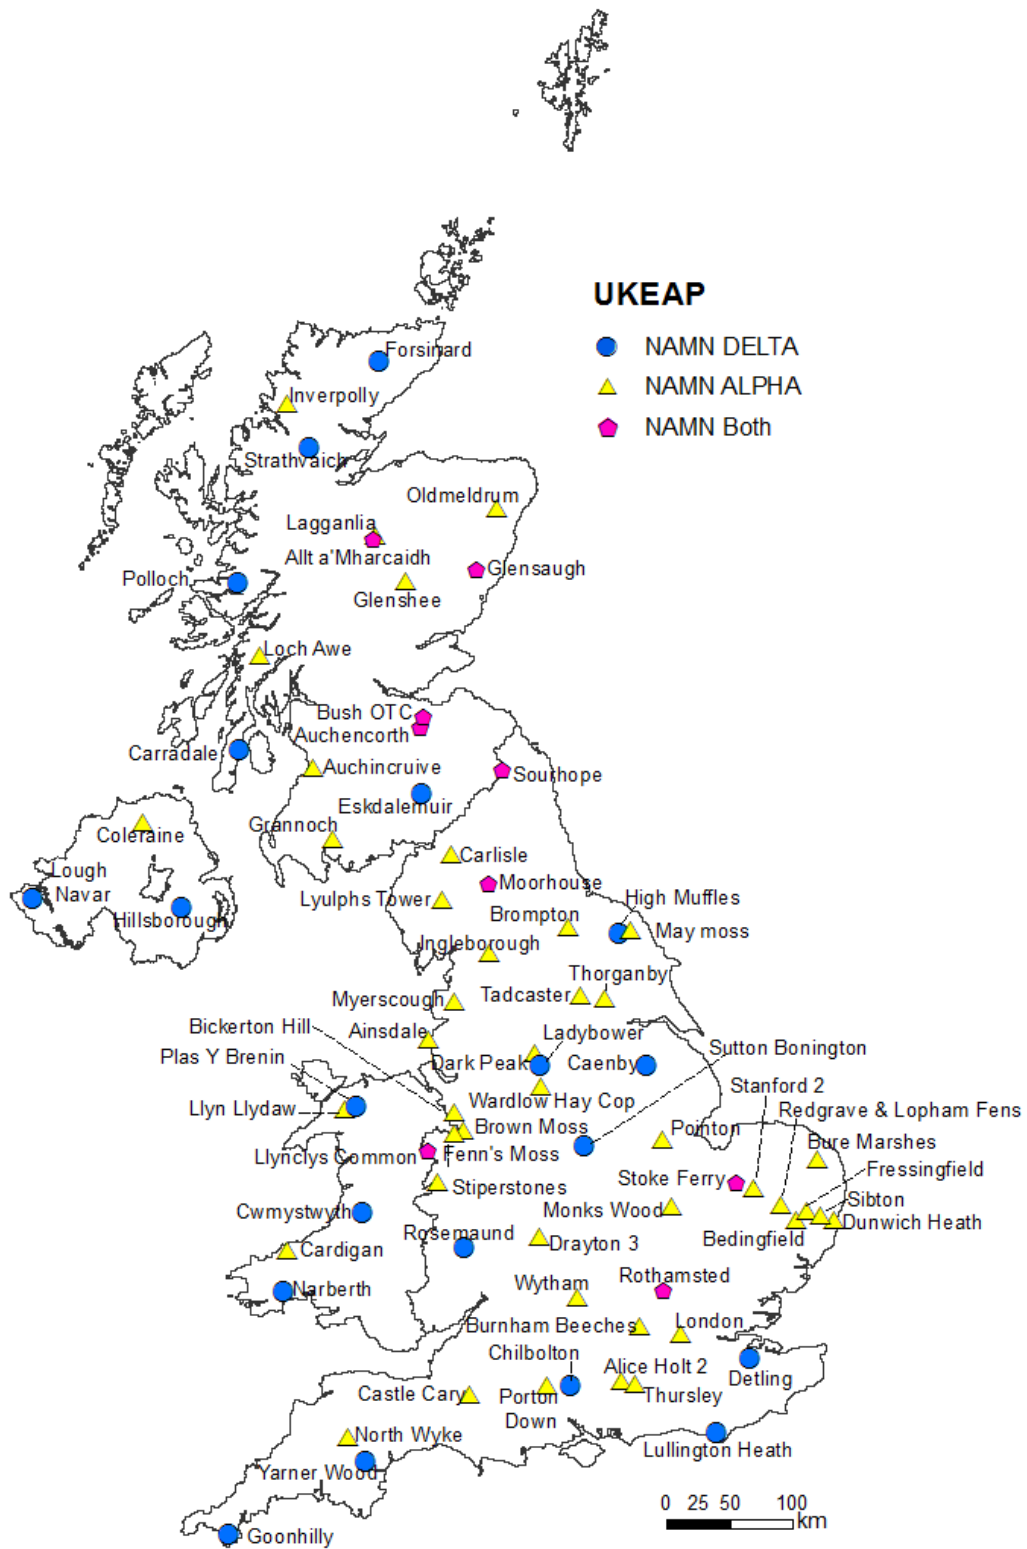 UKEAP
NAMN DELTA
NAMN ALPHA
NAMN Both
Forsinard
Inverpolly
Strathvaich
Oldmeldrum
Lagganlia
Allt a'Mharcaidh
Glensaugh
Polloch
Glenshee
Loch Awe
Bush OTC
Auchencorth
Carradale
Auchincruive
Sourhope
Eskdalemuir
Grannoch
Coleraine
Carlisle
Lough
Navar
Moorhouse
Lyulphs Tower
High Muffles
Hillsborough
Brompton
May moss
Ingleborough
Thorganby
Tadcaster
Myerscough
Bickerton Hill
Ainsdale
Ladybower
Sutton Bonington
Plas Y Brenin
Dark Peak
Caenby
Stanford 2
Llyn Llydaw
Wardlow Hay Cop
Redgrave & Lopham Fens
Brown Moss
Pointon
Bure Marshes
Llynclys Common
Fenn's Moss
Fressingfield
Stoke Ferry
Stiperstones
Sibton
Monks Wood
Cwmystwyth
Dunwich Heath
Rosemaund
Bedingfield
Drayton 3
Cardigan
Rothamsted
Wytham
Narberth
London
Burnham Beeches
Chilbolton
Alice Holt 2
Detling
Castle Cary
Porton
Down
Thursley
North Wyke
Lullington Heath
Yarner Wood
0 25 50 100
km
Goonhilly